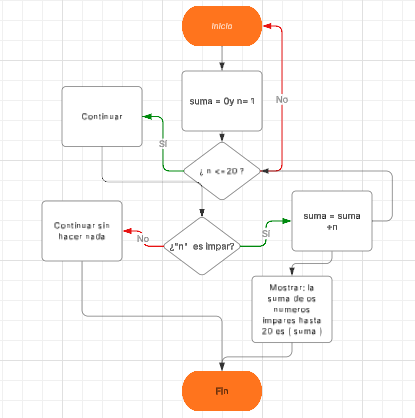 Inicio
suma = 0y n= 1
No
Continuar
SI
¿ n <=20 ?
Continuar sin
hacer nada
No
¿"n" es impar?
SI
suma = suma
+n
Mostrar: la
suma de os
numeros
impares hasta
20 es ( suma )
Fin